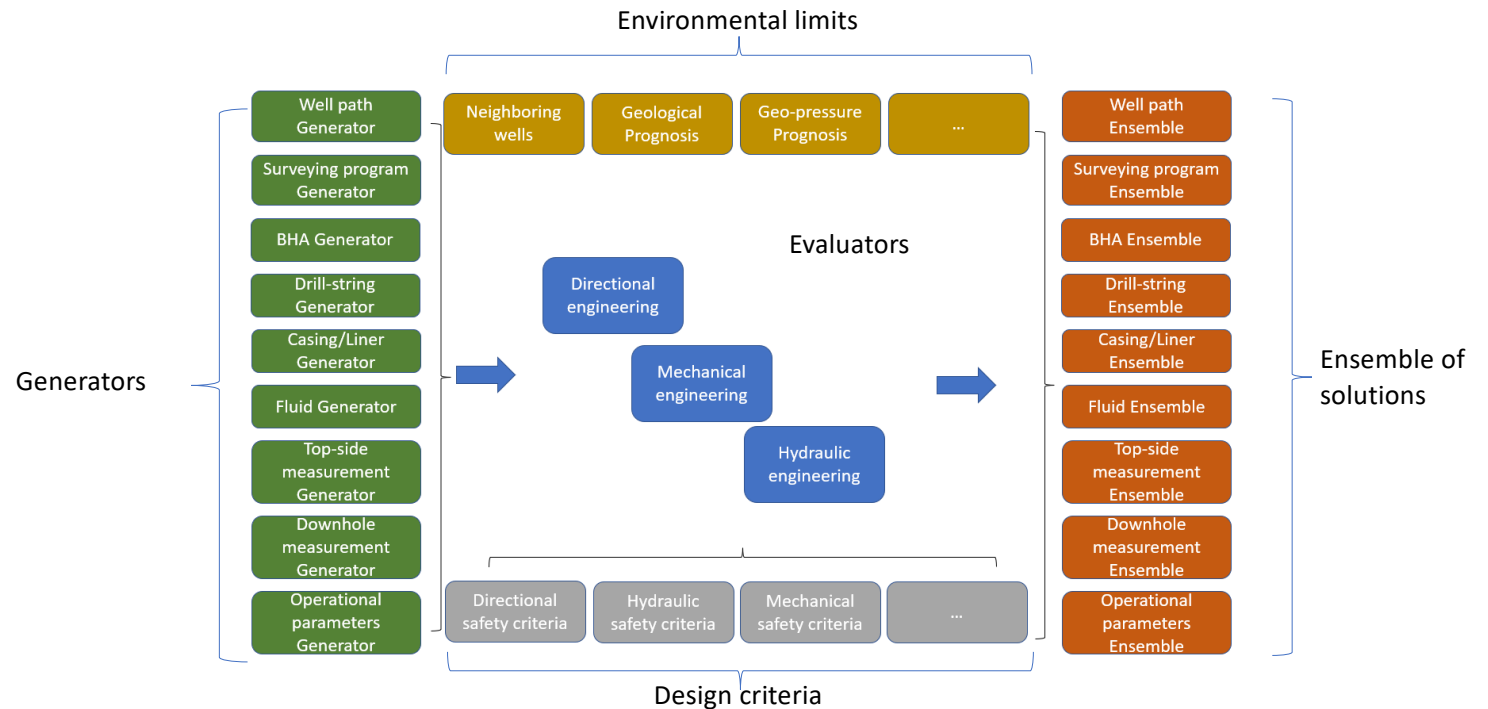 Environmental limits
Generators
Well path
Generator
Surveying program
Generator
BHA Generator
Drill-string
Generator
Casing/Liner
Generator
Fluid Generator
Top-side
measurement
Generator
Downhole
measurement
Generator
Operational
parameters
Generator
Neighboring
wells
Geological
Prognosis
Geo-pressure
Prognosis
...
Evaluators
Directional
engineering
Mechanical
engineering
Hydraulic
engineering
Directional
safety criteria
Hydraulic
safety criteria
Mechanical
safety criteria
...
Design criteria
Well path
Ensemble
Surveying program
Ensemble
BHA Ensemble
Drill-string
Ensemble
Casing/Liner
Ensemble
Fluid Ensemble
Top-side
measurement
Ensemble
Downhole
measurement
Ensemble
Operational
parameters
Ensemble
Ensemble of
solutions